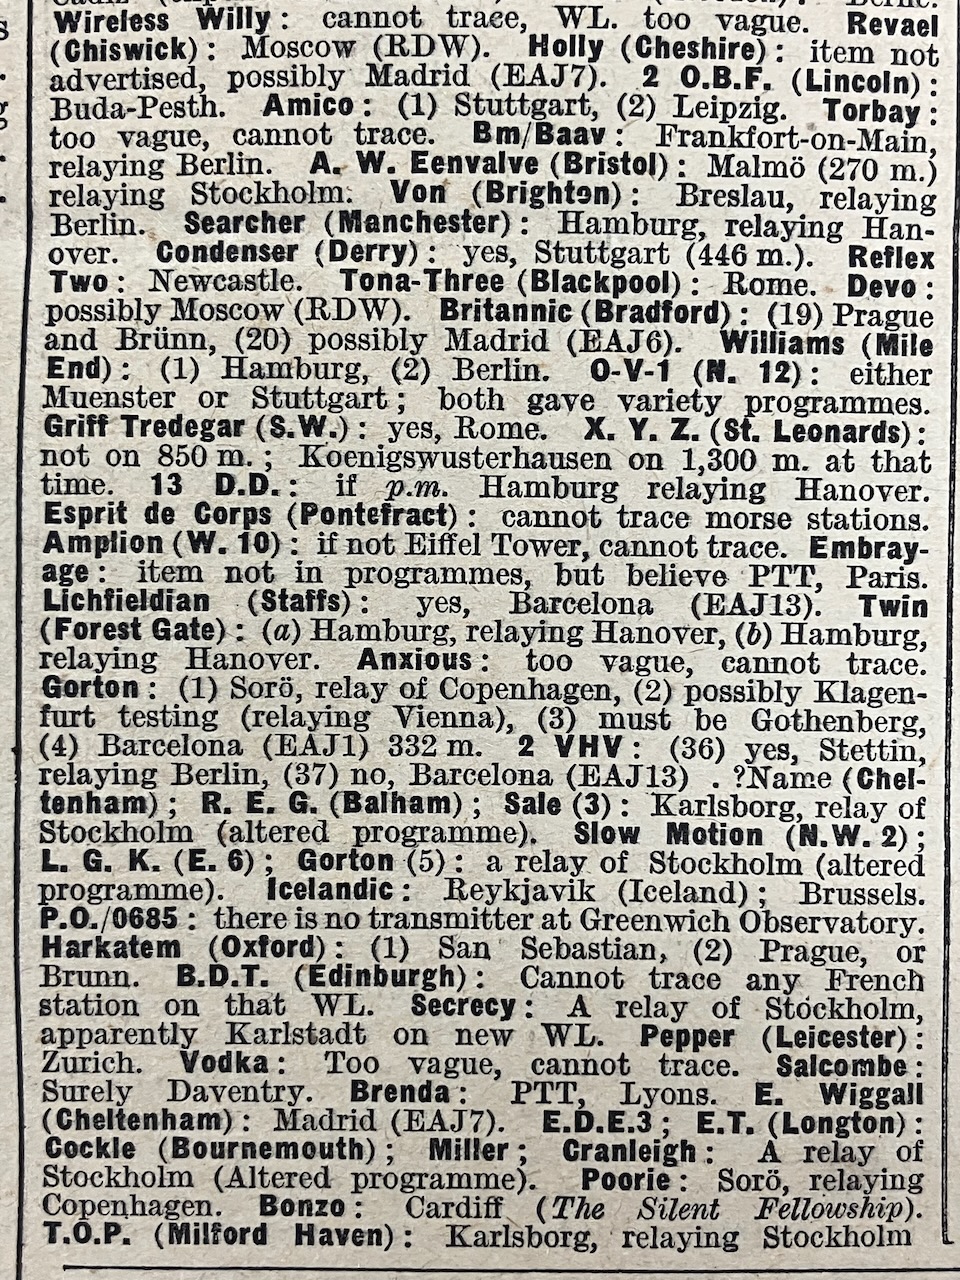 Wireless Willy: cannot trace, WL. too vague. Revael
(Chiswick): Moscow (RDW). Holly (Cheshire): item not
advertised, possibly Madrid (EAJ7). 2 O.B.F. (Lincoln):
Buda-Pesth. Amico: (1) Stuttgart, (2) Leipzig. Torbay:
too vague, cannot trace. Bm/Baav: Frankfort-on-Main,
relaying Berlin. A. W. Eenvalve (Bristol): Malmö (270 m.)
relaying Stockholm. Von (Brighton): Breslau, relaying
Berlin. Searcher (Manchester): Hamburg, relaying Han-
over. Condenser (Derry): yes, Stuttgart (446 m.). Reflex
Two: Newcastle. Tona-Three (Blackpool): Rome. Devo:
possibly Moscow (RDW). Britannic (Bradford): (19) Prague
and Brünn, (20) possibly Madrid (EAJ6). Williams (Mile
End): (1) Hamburg, (2) Berlin. O-V-1 (N. 12): either
Muenster or Stuttgart; both gave variety programmes.
Griff Tredegar (S.W.): yes, Rome. X. Y. Z. (St. Leonards):
not on 850 m.; Koenigswusterhausen on 1,300 m. at that
time. 13 D.D.: if p.m. Hamburg relaying Hanover.
Esprit de Corps (Pontefract): cannot trace morse stations.
Amplion (W. 10): if not Eiffel Tower, cannot trace. Embray-
age: item not in programmes, but believe PTT, Paris.
Lichfieldian (Staffs): yes, Barcelona (EAJ13). Twin
(Forest Gate): (a) Hamburg, relaying Hanover, (b) Hamburg,
relaying Hanover. Anxious: too vague, cannot trace.
Gorton: (1) Sorö, relay of Copenhagen, (2) possibly Klagen-
furt testing (relaying Vienna), (3) must be Gothenberg,
(4) Barcelona (EAJ1) 332 m. 2 VHV: (36) yes, Stettin,
relaying Berlin, (37) no, Barcelona (EAJ13) . ?Name (Chel-
tenham); R. E. G. (Balham); Sale (3): Karlsborg, relay of
Stockholm (altered programme). Slow Motion (N.W. 2);
L. G. K. (E. 6); Gorton (5): a relay of Stockholm (altered
programme). Icelandic: Reykjavik (Iceland); Brussels.
P.O./0685: there is no transmitter at Greenwich Observatory.
Harkatem (Oxford): (1) San Sebastian, (2) Prague, or
Brunn. B.D.T. (Edinburgh): Cannot trace any French
station on that WL. Secrecy: A relay of Stockholm,
apparently Karlstadt on new WL. Pepper (Leicester):
Zurich. Vodka: Too vague, cannot trace. Salcombe:
Surely Daventry. Brenda: PTT, Lyons. E. Wiggall
(Cheltenham): Madrid (EAJ7). E.D.E.3; E.T. (Longton):
Cockle (Bournemouth); Miller; Cranleigh: A relay of
Stockholm (Altered programme). Poorie: Sorö, relaying
Copenhagen. Bonzo: Cardiff (The Silent Fellowship).
T.O.P. (Milford Haven): Karlsborg, relaying Stockholm